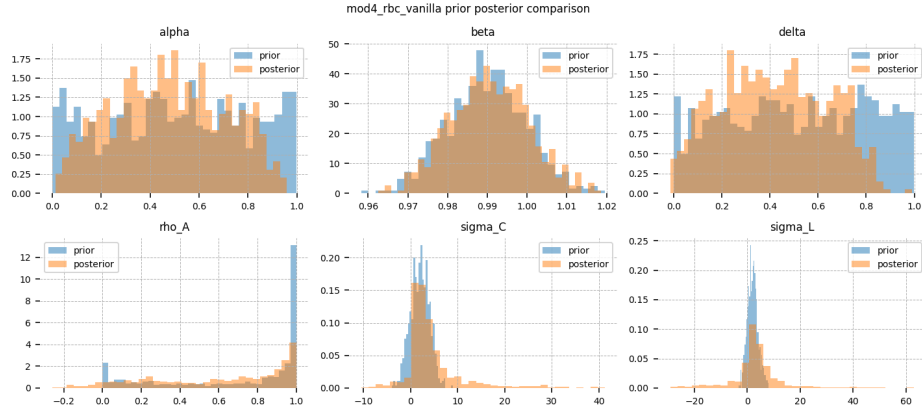 mod4_rbc_vanilla prior posterior comparison
alpha
prior
posterior
1.75
1.50
1.25
1.00
0.75
0.50
0.25
0.00
0.0 0.2 0.4 0.6 0.8 1.0
beta
prior
posterior
50
40
30
20
10
0
0.96 0.97 0.98 0.99 1.00 1.01 1.02
delta
prior
posterior
1.75
1.50
1.25
1.00
0.75
0.50
0.25
0.00
0.0 0.2 0.4 0.6 0.8 1.0
rho_A
prior
posterior
12
10
8
6
4
2
0
−0.2 0.0 0.2 0.4 0.6 0.8 1.0
sigma_C
prior
posterior
0.20
0.15
0.10
0.05
0.00
−10 0 10 20 30 40
sigma_L
prior
posterior
0.25
0.20
0.15
0.10
0.05
0.00
−20 0 20 40 60